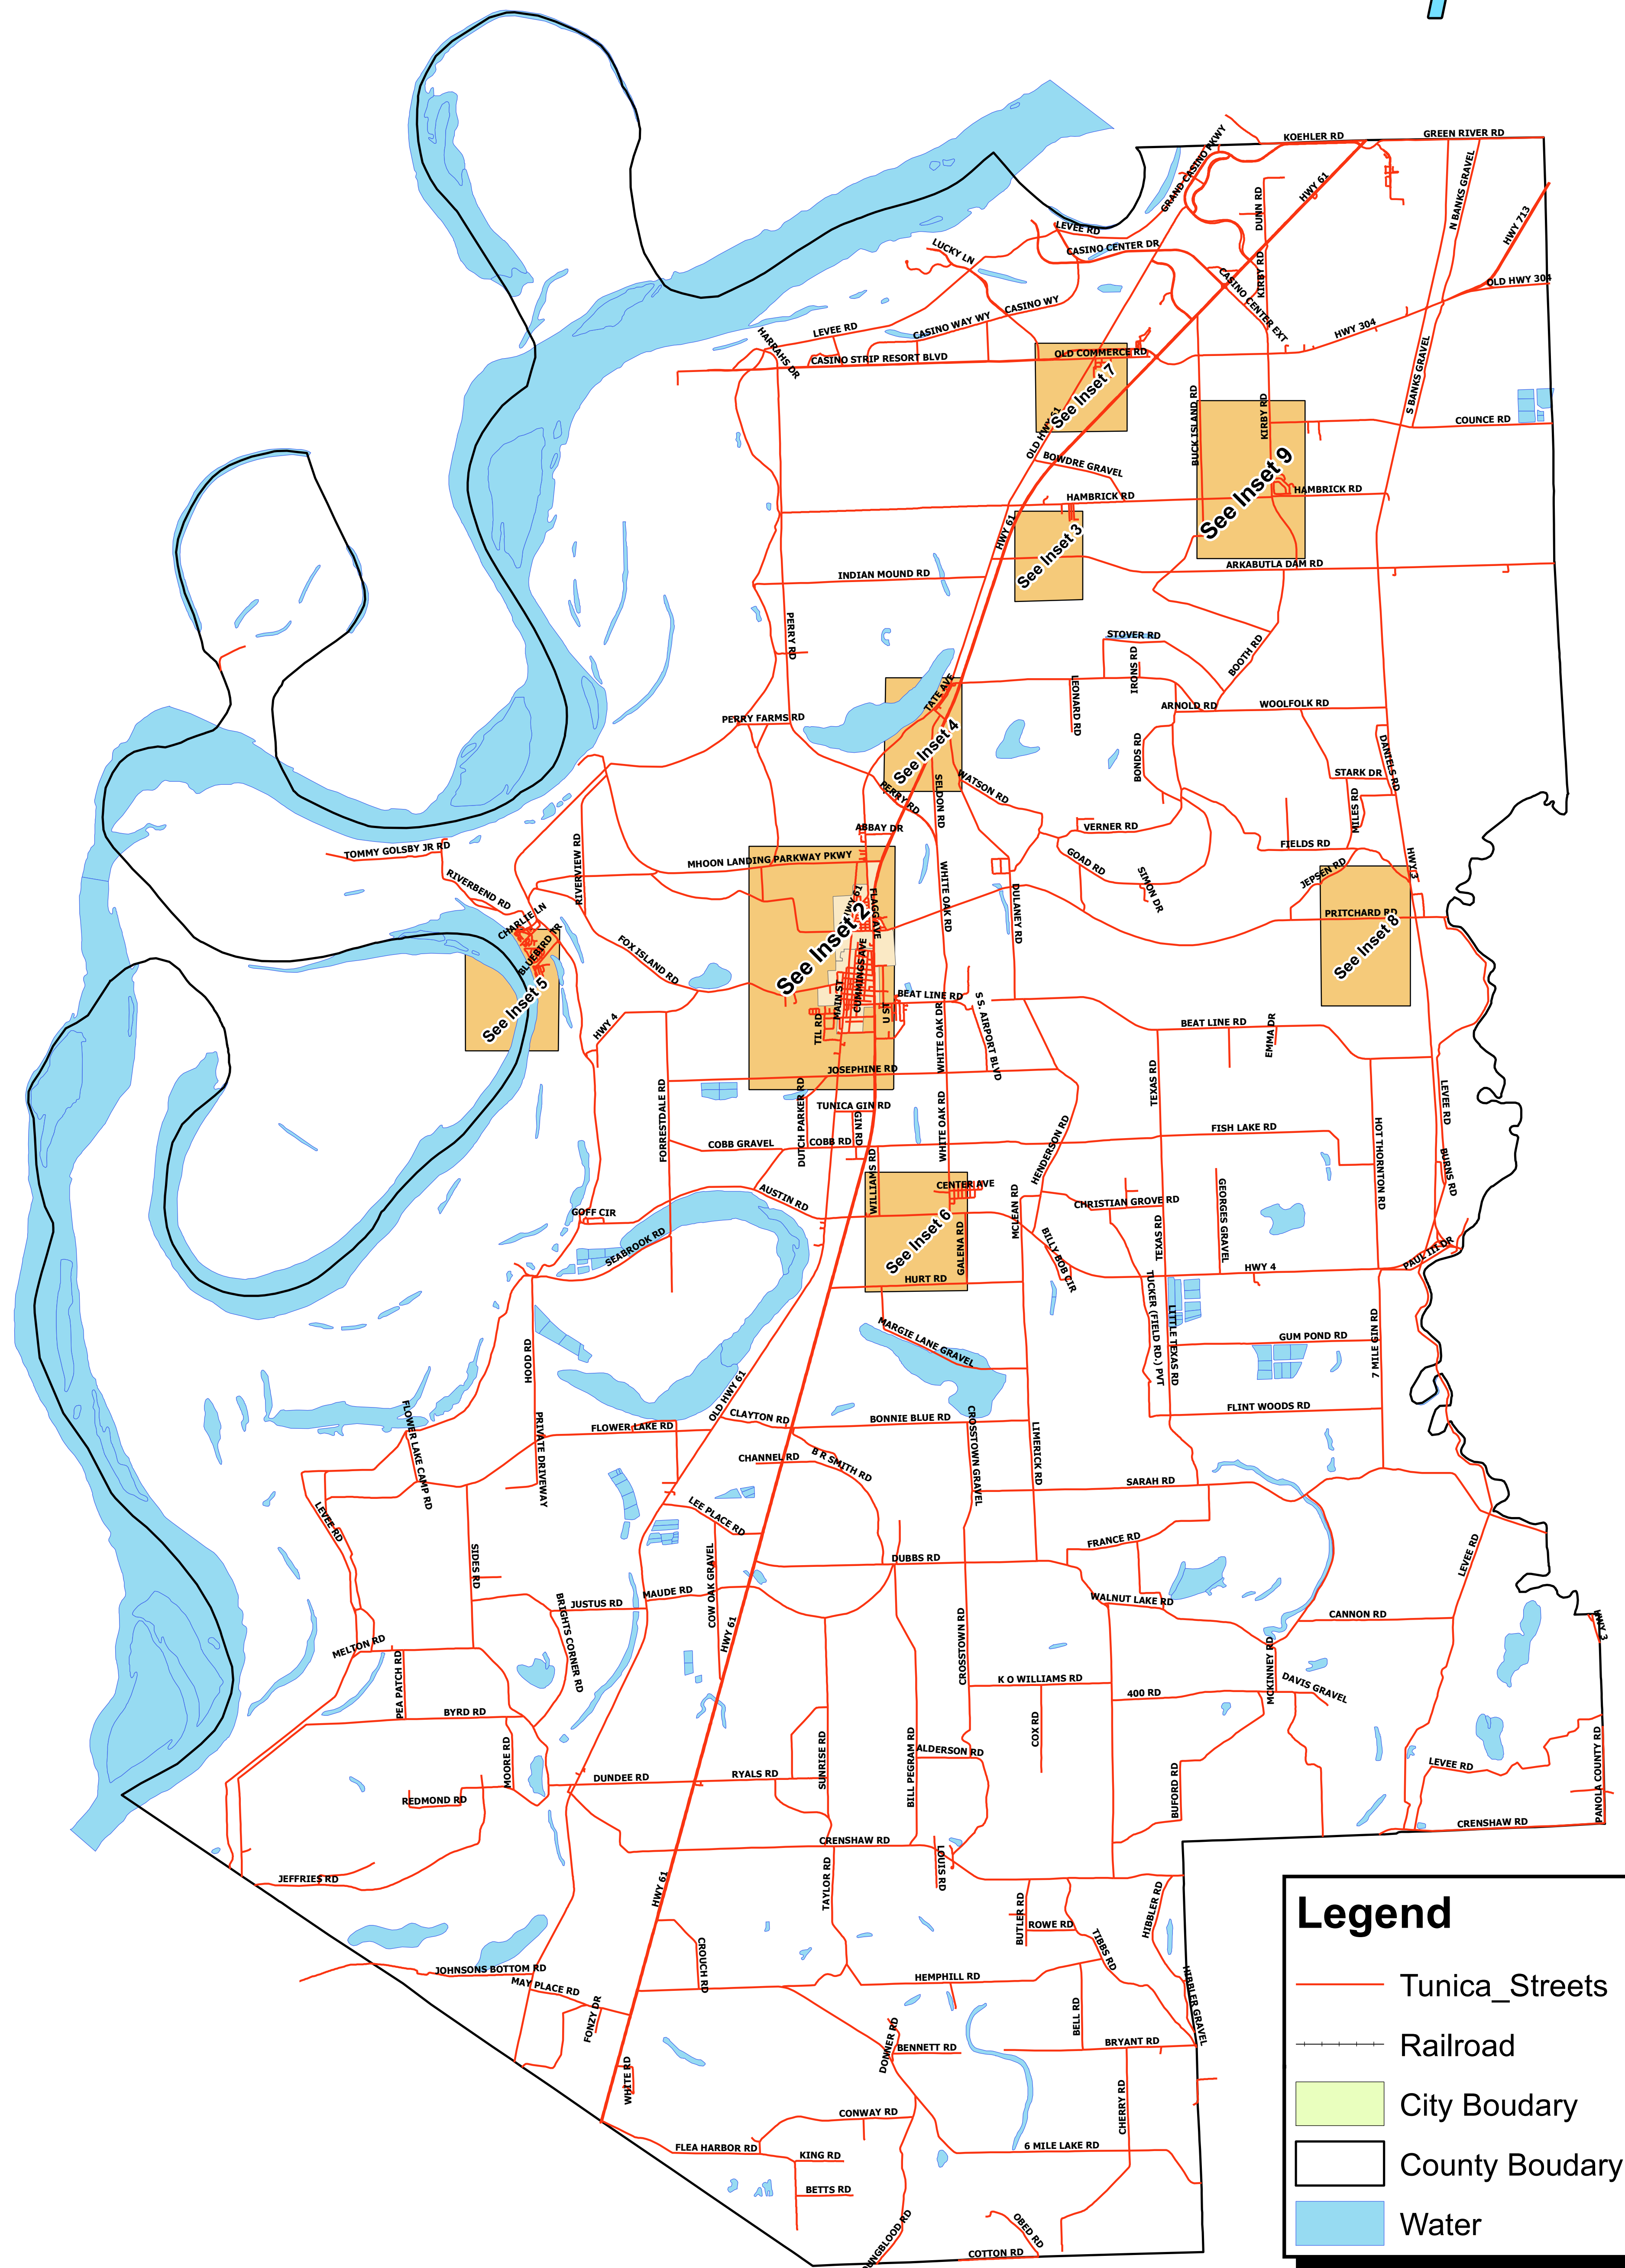 KOEHLER RD
GREEN RIVER RD
GRAND CASINO PKWY
N BANKS GRAVEL
HWY 61
DUNN RD
HWY 713
LEVEE RD
CASINO CENTER DR
LUCKY LN
KIRBY RD
CASINO CENTER EXT
OLD HWY 304
CASINO WY
CASINO WAY WY
HWY 304
LEVEE RD
HARRAHS DR
CASINO STRIP RESORT BLVD
OLD COMMERCE RD
See Inset 7
S BANKS GRAVEL
OLD HWY 61
BUCK ISLAND RD
KIRBY RD
COUNCE RD
BOWDRE GRAVEL
See Inset 9
HAMBRICK RD
HAMBRICK RD
HWY 61
See Inset 3
INDIAN MOUND RD
ARKABUTLA DAM RD
PERRY RD
STOVER RD
IRONS RD
BOOTH RD
TATE AVE
LEONARD RD
ARNOLD RD
WOOLFOLK RD
PERRY FARMS RD
See Inset 4
BONDS RD
DANIELS RD
STARK DR
PERRY RD
SELDON RD
WATSON RD
MILES RD
ABBAY DR
VERNER RD
TOMMY GOLSBY JR RD
RIVERVIEW RD
MHOON LANDING PARKWAY PKWY
FIELDS RD
GOAD RD
HWY 3
RIVERBEND RD
WHITE OAK RD
SIMON DR
JEPSEN RD
HWY 61
FLAGG AVE
DULANEY RD
CHARLIE LN
BLUEBIRD TR
See Inset 2
PRITCHARD RD
See Inset 8
FOX ISLAND RD
CUMMINGS AVE
See Inset 5
MAIN ST
BEAT LINE RD
U ST
TIL RD
HWY 4
WHITE OAK DR
S S. AIRPORT BLVD
BEAT LINE RD
EMMA DR
JOSEPHINE RD
TEXAS RD
FORRESTDALE RD
DUTCH PARKER RD
TUNICA GIN RD
GIN RD
WHITE OAK RD
LEVEE RD
COBB GRAVEL
COBB RD
HENDERSON RD
FISH LAKE RD
HOT THORNTON RD
BURNS RD
WILLIAMS RD
AUSTIN RD
CENTER AVE
GOFF CIR
MCLEAN RD
CHRISTIAN GROVE RD
GEORGES GRAVEL
SEABROOK RD
See Inset 6
GALENA RD
BILLY BOB CIR
TEXAS RD
HURT RD
HWY 4
PAUL III DR
TUCKER (FIELD RD.) PVT
LITTLE TEXAS RD
MARGIE LANE GRAVEL
GUM POND RD
7 MILE GIN RD
HOOD RD
OLD HWY 61
FLOWER LAKE CAMP RD
PRIVATE DRIVEWAY
FLOWER LAKE RD
CLAYTON RD
BONNIE BLUE RD
CROSSTOWN GRAVEL
FLINT WOODS RD
LIMERICK RD
CHANNEL RD
B R SMITH RD
SARAH RD
LEVEE RD
LEE PLACE RD
SIDES RD
COW OAK GRAVEL
DUBBS RD
FRANCE RD
LEVEE RD
JUSTUS RD
MAUDE RD
BRIGHTS CORNER RD
WALNUT LAKE RD
CANNON RD
HWY 61
HWY 3
MELTON RD
CROSSTOWN RD
PEA PATCH RD
K O WILLIAMS RD
MCKINNEY RD
DAVIS GRAVEL
400 RD
BYRD RD
MOORE RD
SUNRISE RD
BILL PEGRAM RD
ALDERSON RD
COX RD
PANOLA COUNTY RD
DUNDEE RD
RYALS RD
LEVEE RD
REDMOND RD
BUFORD RD
CRENSHAW RD
CRENSHAW RD
JEFFRIES RD
HWY 61
TAYLOR RD
LOUIS RD
BUTLER RD
ROWE RD
HIBBLER RD
CROUCH RD
TIBBS RD
JOHNSONS BOTTOM RD
MAY PLACE RD
HEMPHILL RD
HIBBLER GRAVEL
FONZY DR
BELL RD
DONNER RD
BENNETT RD
BRYANT RD
WHITE RD
CHERRY RD
CONWAY RD
FLEA HARBOR RD
KING RD
6 MILE LAKE RD
BETTS RD
OBED RD
COTTON RD
Legend
Tunica_Streets
Railroad
City Boudary
County Boudary
Water